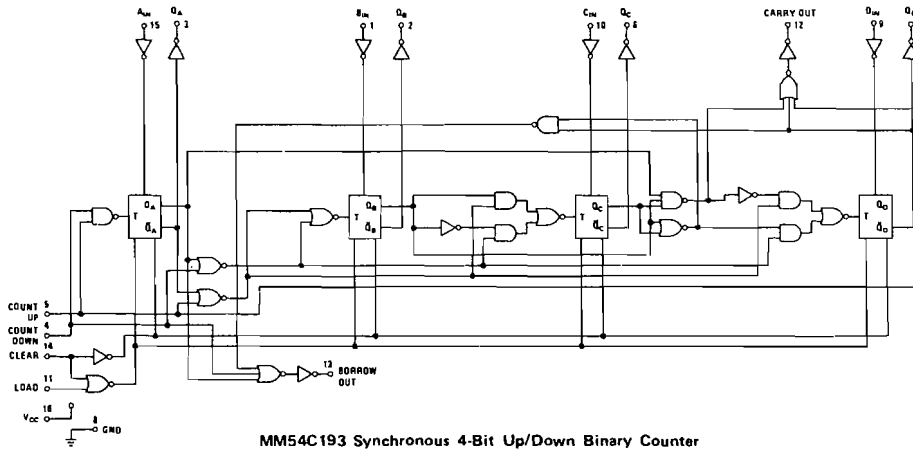 A_IN Q_A B_IN Q_B C_IN Q_C CARRY OUT D_IN
15 3 1 2 10 6 12 9
T Q_A
Q̄_A
T Q_B
Q̄_B
T Q_C
Q̄_C
T Q_D
Q̄_D
COUNT UP 5
COUNT DOWN 4
CLEAR 14
LOAD 11
V_CC 16
8 GND
13 BORROW OUT
MM54C193 Synchronous 4-Bit Up/Down Binary Counter